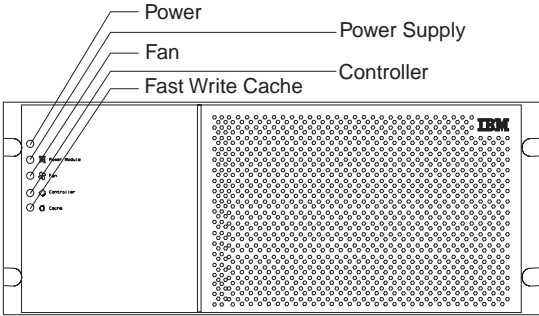 Power
Power Supply
Fan
Controller
Fast Write Cache
IBM
Power Module
Fan
Controller
Cache